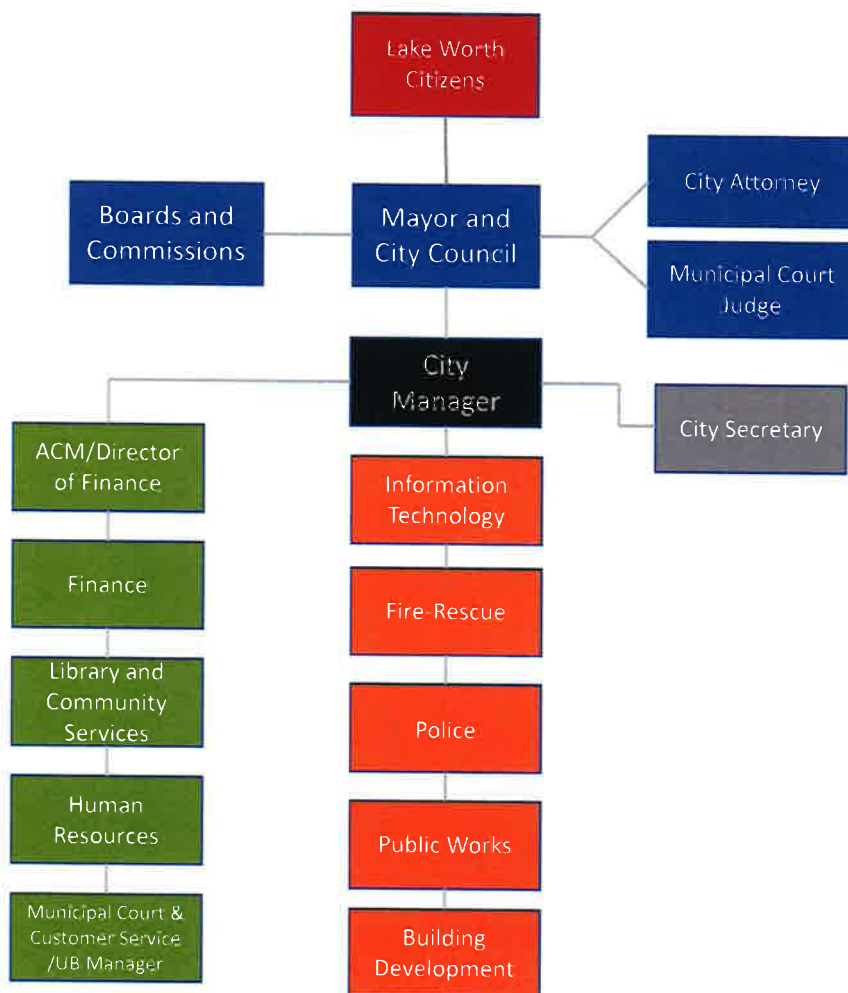 Lake Worth
Citizens
Boards and
Commissions
Mayor and
City Council
City Attorney
Municipal Court
Judge
City
Manager
City Secretary
ACM/Director
of Finance
Finance
Library and
Community
Services
Human
Resources
Municipal Court &
Customer Service
/UB Manager
Information
Technology
Fire-Rescue
Police
Public Works
Building
Development